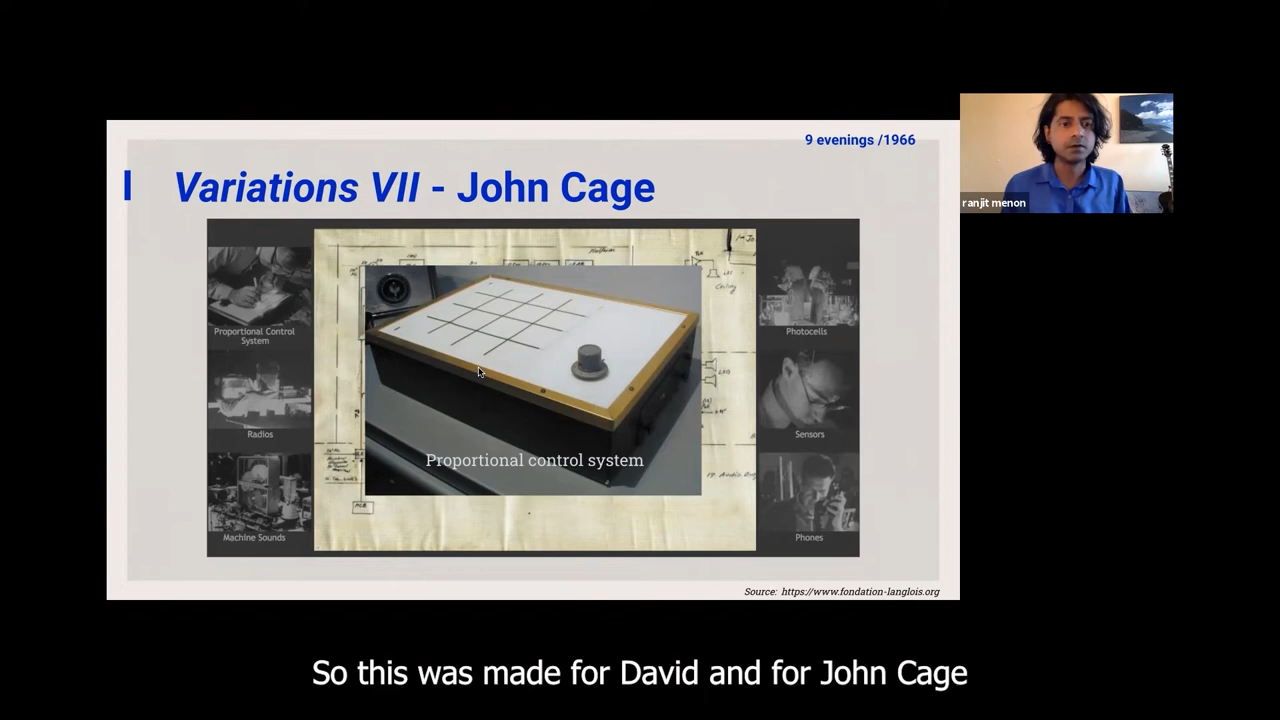 9 evenings /1966
Variations VII - John Cage
ranjit menon
Proportional Control
System
Radios
Machine Sounds
Proportional control system
Photocells
Sensors
Phones
Source: https://www.fondation-langlois.org
So this was made for David and for John Cage